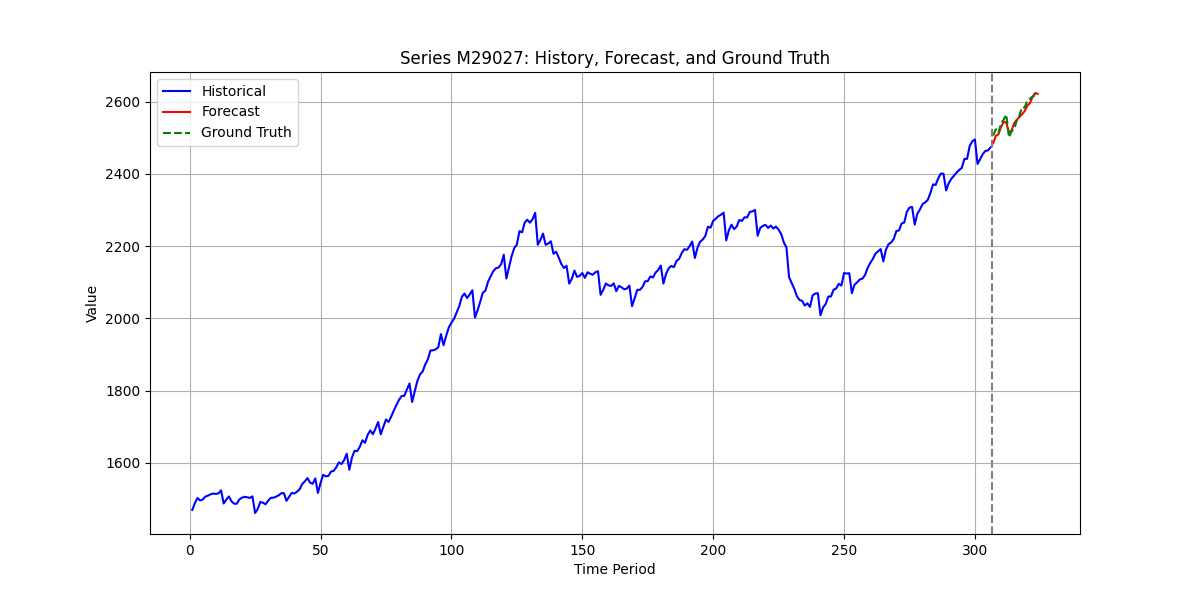 Series M29027: History, Forecast, and Ground Truth
Historical
Forecast
Ground Truth
2600
2400
2200
2000
1800
1600
Value
0 50 100 150 200 250 300
Time Period